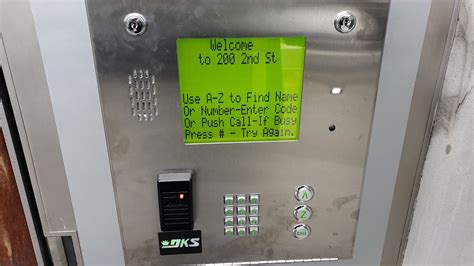 Welcome
to 200 2nd St
Use A-Z to Find Name
Or Number-Enter Code
Or Push Call-If Busy
Press # - Try Again.
A
Z
DKS